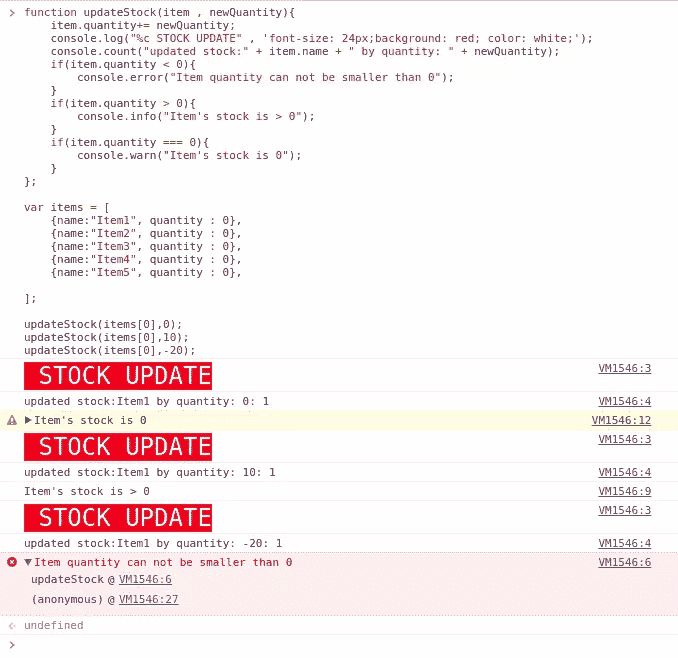 function updateStock(item , newQuantity){
    item.quantity+= newQuantity;
    console.log("%c STOCK UPDATE" , 'font-size: 24px;background: red; color: white;');
    console.count("updated stock:" + item.name + " by quantity: " + newQuantity);
    if(item.quantity < 0){
        console.error("Item quantity can not be smaller than 0");
    }
    if(item.quantity > 0){
        console.info("Item's stock is > 0");
    }
    if(item.quantity === 0){
        console.warn("Item's stock is 0");
    }
};

var items = [
    {name:"Item1", quantity : 0},
    {name:"Item2", quantity : 0},
    {name:"Item3", quantity : 0},
    {name:"Item4", quantity : 0},
    {name:"Item5", quantity : 0},

];

updateStock(items[0],0);
updateStock(items[0],10);
updateStock(items[0],-20);
STOCK UPDATE VM1546:3
updated stock:Item1 by quantity: 0: 1 VM1546:4
Item's stock is 0 VM1546:12
STOCK UPDATE VM1546:3
updated stock:Item1 by quantity: 10: 1 VM1546:4
Item's stock is > 0 VM1546:9
STOCK UPDATE VM1546:3
updated stock:Item1 by quantity: -20: 1 VM1546:4
Item quantity can not be smaller than 0 VM1546:6
updateStock @ VM1546:6
(anonymous) @ VM1546:27
undefined